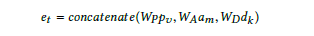 e_t = concatenate(W_P p_v, W_A a_m, W_D d_k)